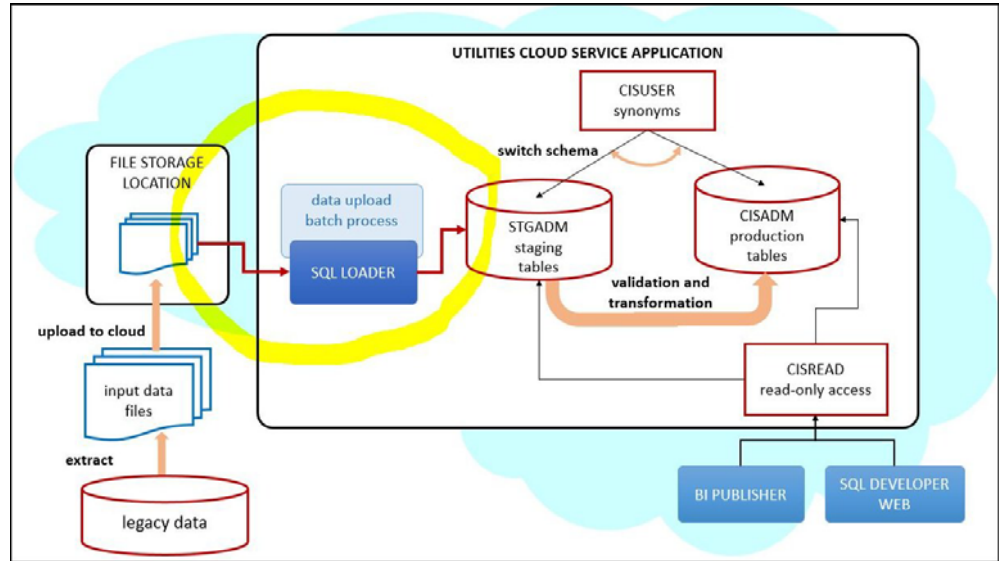 UTILITIES CLOUD SERVICE APPLICATION
CISUSER
synonyms
switch schema
FILE STORAGE
LOCATION
data upload
batch process
SQL LOADER
STGADM
staging
tables
CISADM
production
tables
validation and
transformation
upload to cloud
input data
files
CISREAD
read-only access
extract
legacy data
BI PUBLISHER
SQL DEVELOPER
WEB